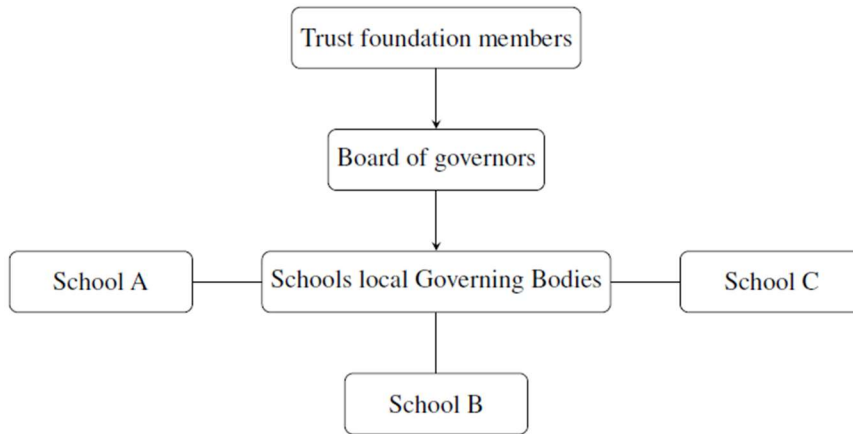 Trust foundation members
Board of governors
School A
Schools local Governing Bodies
School C
School B